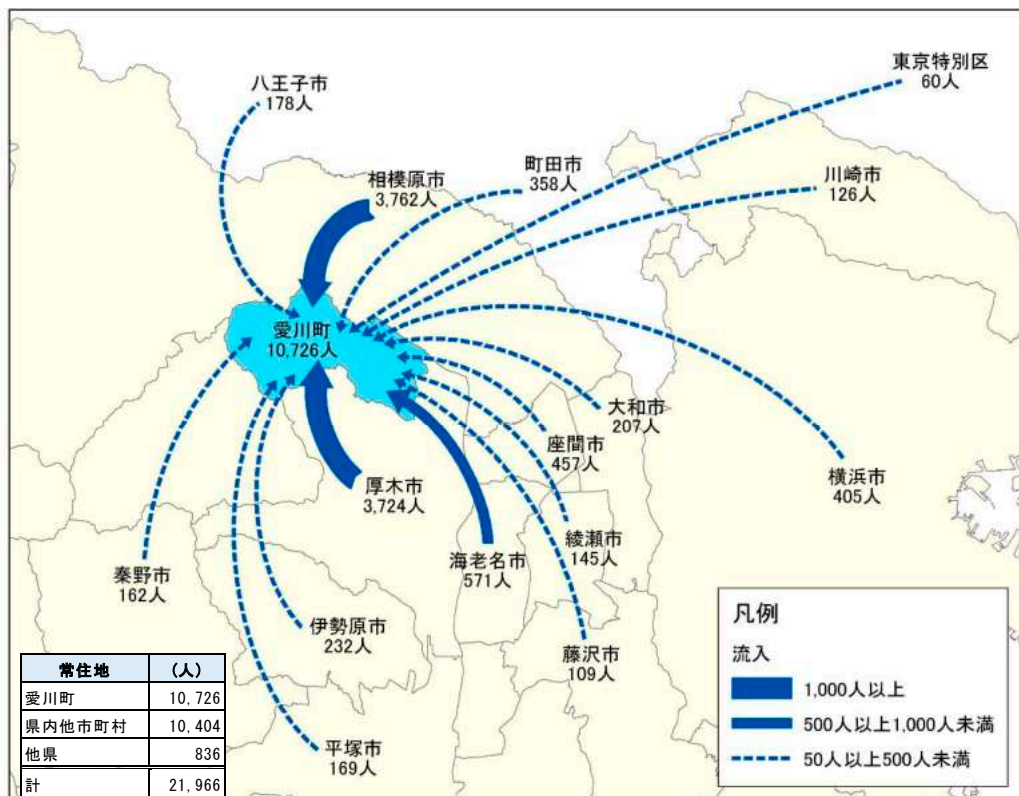 八王子市
178人
東京特別区
60人
相模原市
3,762人
町田市
358人
川崎市
126人
愛川町
10,726人
大和市
207人
座間市
457人
横浜市
405人
厚木市
3,724人
綾瀬市
145人
海老名市
571人
秦野市
162人
伊勢原市
232人
藤沢市
109人
平塚市
169人
常住地 (人)
愛川町 10,726
県内他市町村 10,404
他県 836
計 21,966
凡例
流入
1,000人以上
500人以上1,000人未満
50人以上500人未満